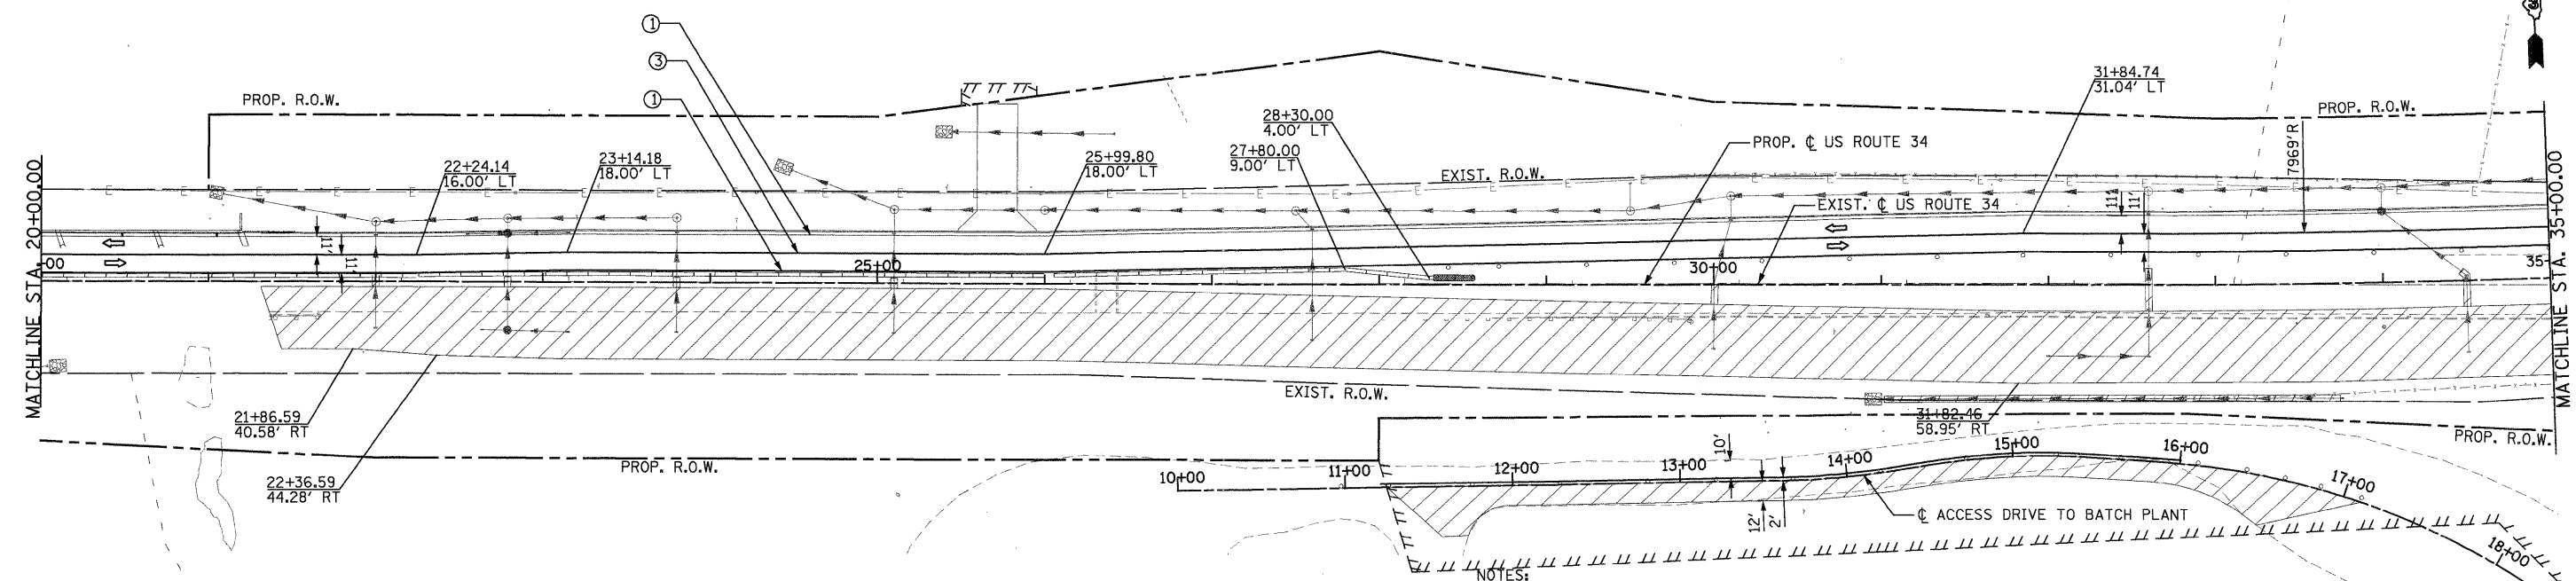 1
3
1
PROP. R.O.W.
31+84.74
31.04' LT
PROP. R.O.W.
28+30.00
4.00' LT
27+80.00
9.00' LT
PROP. ℄ US ROUTE 34
7969'R
22+24.14
16.00' LT
23+14.18
18.00' LT
25+99.80
18.00' LT
EXIST. R.O.W.
EXIST. ℄ US ROUTE 34
E E E E E E E E E E E E
11'
11'
11'
11'
MATCHLINE STA. 20+00.00
MATCHLINE STA. 35+00.00
-00
25+00
30+00
35-
21+86.59
40.58' RT
22+36.59
44.28' RT
EXIST. R.O.W.
31+82.46
58.95' RT
PROP. R.O.W.
PROP. R.O.W.
10+00
11+00
12+00
13+00
14+00
15+00
16+00
17+00
18+00
10'
12'
2'
℄ ACCESS DRIVE TO BATCH PLANT
NOTES: